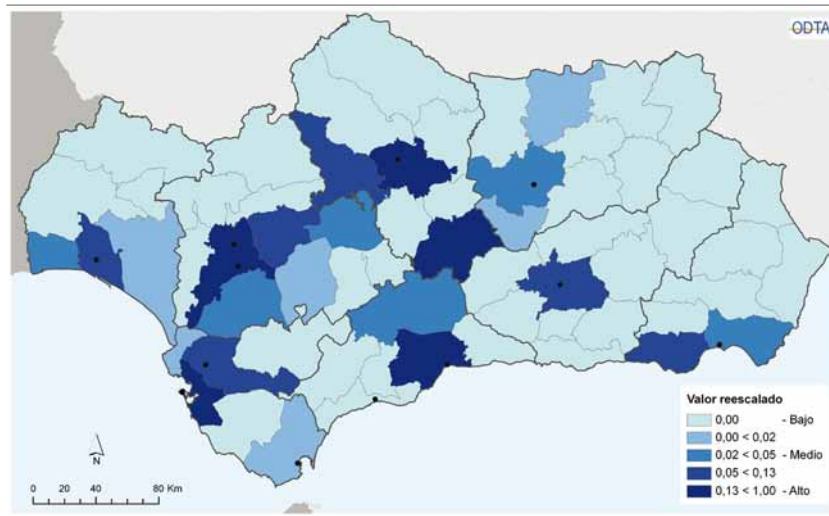 ODTA
Valor reescalado
0,00 - Bajo
0,00 < 0,02
0,02 < 0,05 - Medio
0,05 < 0,13
0,13 < 1,00 - Alto
N
0 20 40 80 Km